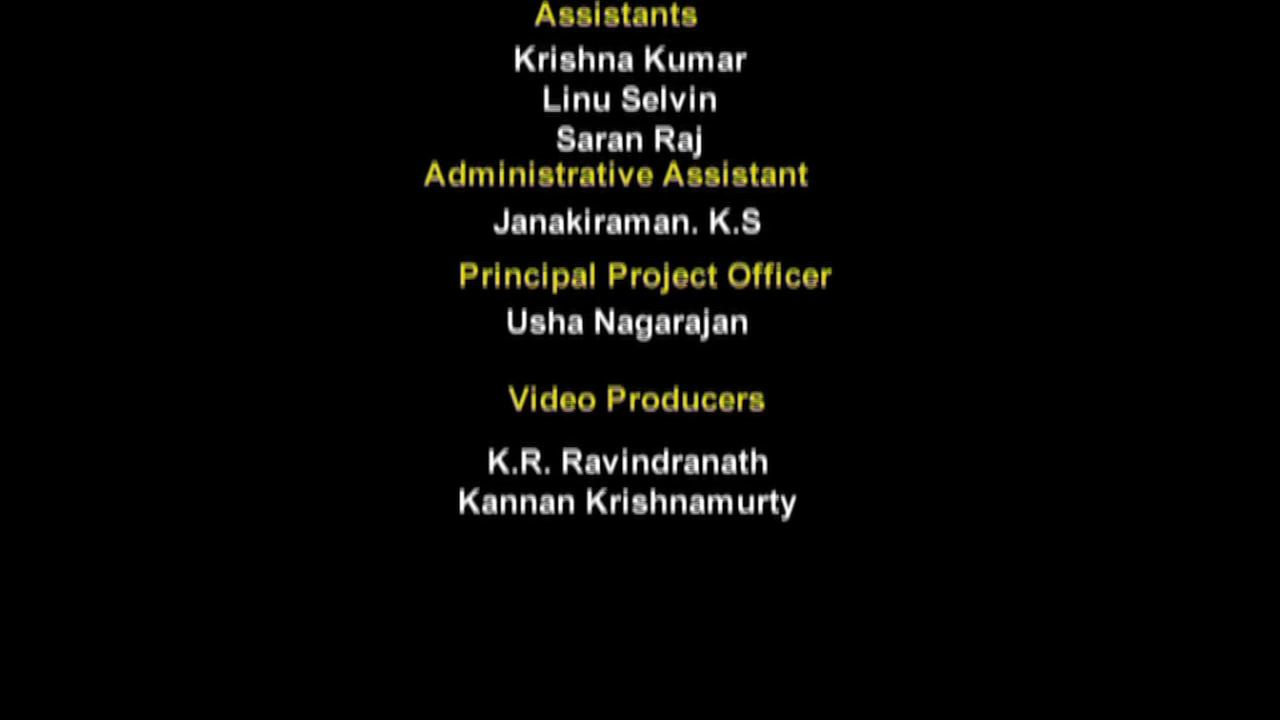 Assistants
Krishna Kumar
Linu Selvin
Saran Raj
Administrative Assistant
Janakiraman. K.S
Principal Project Officer
Usha Nagarajan
Video Producers
K.R. Ravindranath
Kannan Krishnamurty